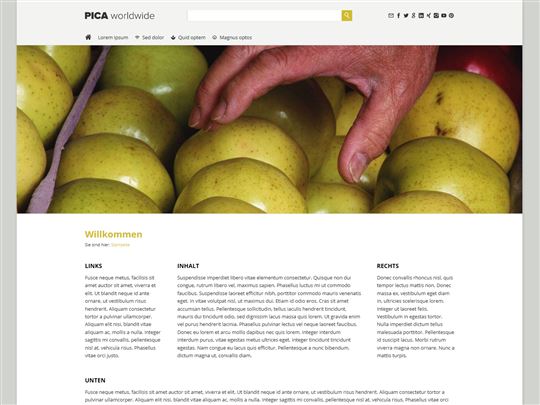 PICA worldwide
Lorem Ipsum Sed dolor Quid optem Magnus optos
Willkommen
Sie sind hier: Startseite
LINKS
Fusce neque metus, facilisis sit
amet auctor sit amet, viverra et
elit. Ut blandit neque id ante
ornare, ut vestibulum risus
hendrerit. Aliquam consectetur
tortor a pulvinar ullamcorper.
Aliquam elit nisi, blandit vitae
aliquam ac, mollis a nulla. Integer
sagittis mi convallis, pellentesque
nisl at, vehicula risus. Phasellus
vitae orci justo.
INHALT
Suspendisse imperdiet libero vitae elementum consectetur. Quisque non dui
congue, rutrum libero vel, maximus sapien. Phasellus luctus mi ut commodo
faucibus. Suspendisse laoreet efficitur nibh, porttitor commodo mauris venenatis
eget. In vitae volutpat nisl, ut maximus dui. Etiam id odio eros. Cras sit amet
accumsan tellus. Pellentesque sollicitudin, tellus iaculis hendrerit tincidunt,
mauris dui tincidunt odio, sed dignissim lacus massa quis lorem. Ut gravida enim
vel purus hendrerit lacinia. Phasellus pulvinar lectus vel neque laoreet faucibus.
Donec eu lorem et arcu mollis dapibus nec quis lorem. Integer interdum
interdum purus, vitae egestas metus ultrices eget. Integer tincidunt tincidunt
egestas. Nam congue eu lacus quis efficitur. Pellentesque a nunc bibendum,
dictum magna ut, convallis diam.
RECHTS
Donec convallis rhoncus nisl, quis
tempor lectus mattis non. Donec
massa ex, vestibulum eget diam
in, ultricies scelerisque lorem.
Integer ut laoreet felis.
Vestibulum in egestas tortor.
Nulla imperdiet dictum tellus
malesuada porttitor. Pellentesque
id suscipit lacus. Morbi rutrum
viverra magna non ornare. Nunc a
mattis turpis.
UNTEN
Fusce neque metus, facilisis sit amet auctor sit amet, viverra et elit. Ut blandit neque id ante ornare, ut vestibulum risus hendrerit. Aliquam consectetur tortor a
pulvinar ullamcorper. Aliquam elit nisi, blandit vitae aliquam ac, mollis a nulla. Integer sagittis mi convallis, pellentesque nisl at, vehicula risus. Phasellus vitae orci